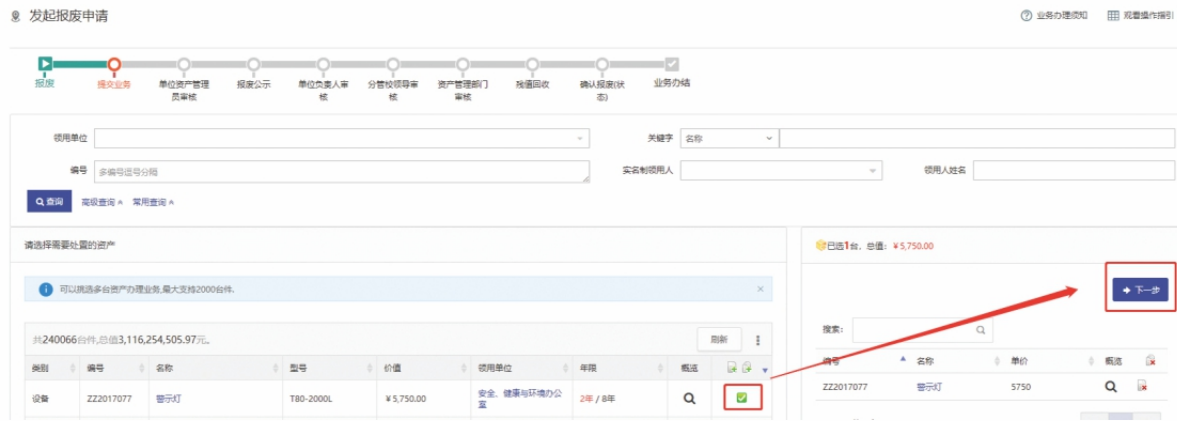 发起报废申请
业务办理须知 观看操作指引
报废 提交业务 单位资产管理员审核 报废公示 单位负责人审核 分管校领导审核 资产管理部门审核 残值回收 确认报废(状态) 业务办结
领用单位 关键字 名称
编号 多编号逗号分隔 实名制领用人 领用人姓名
查询 高级查询 常用查询
请选择需要处置的资产
已选1台, 总值: ¥5,750.00
可以挑选多台资产办理业务,最大支持2000台件.
下一步
共240066台件,总值3,116,254,505.97元。 刷新
搜索:
类别 编号 名称 型号 价值 领用单位 年限 概览
编号 名称 单价 概览
设备 ZZ2017077 警示灯 T80-2000L ¥5,750.00 安全、健康与环境办公室 2年 / 8年
ZZ2017077 警示灯 5750